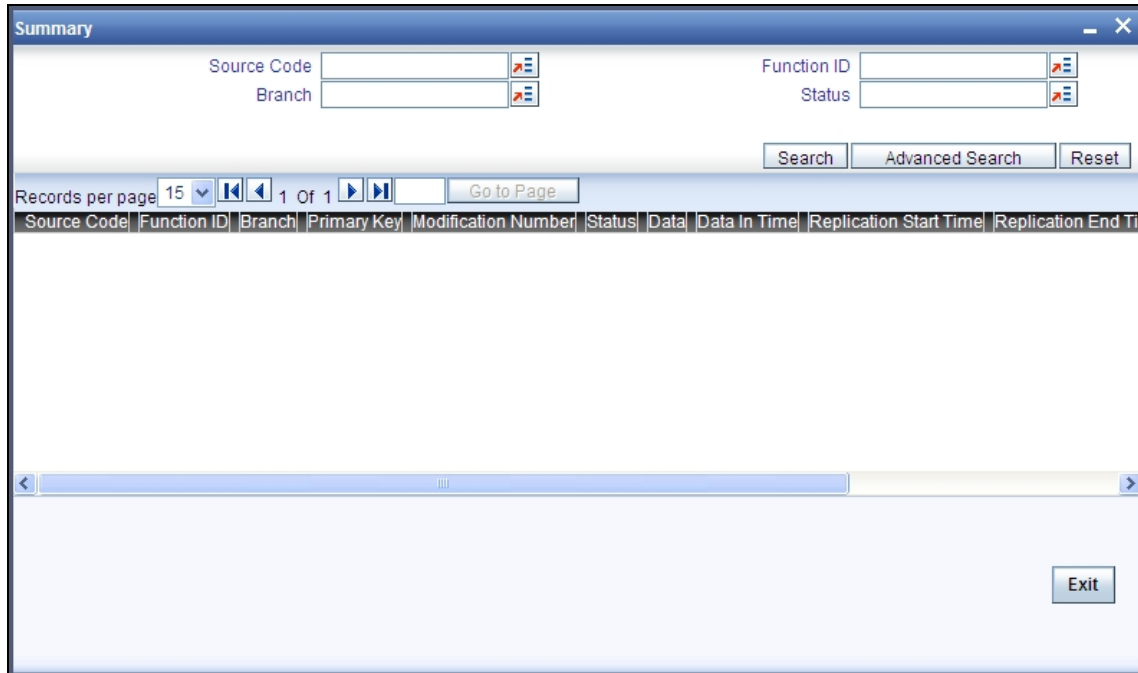 Summary
Source Code Function ID
Branch Status
Search Advanced Search Reset
Records per page 15 1 Of 1 Go to Page
Source Code Function ID Branch Primary Key Modification Number Status Data Data In Time Replication Start Time Replication End Ti
Exit